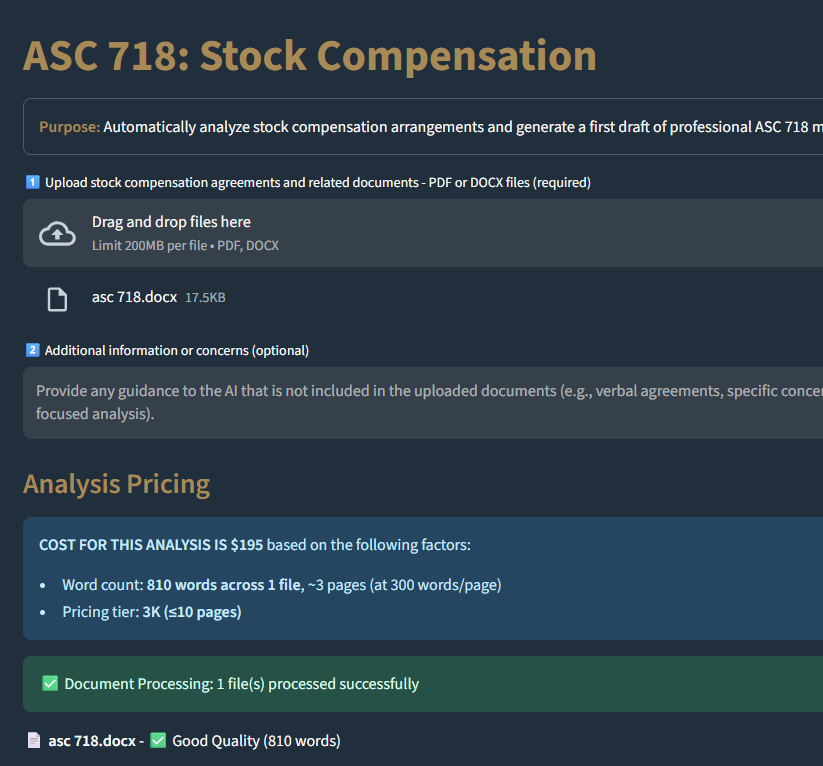 ASC 718: Stock Compensation
Purpose: Automatically analyze stock compensation arrangements and generate a first draft of professional ASC 718 m
1 Upload stock compensation agreements and related documents - PDF or DOCX files (required)
Drag and drop files here
Limit 200MB per file • PDF, DOCX
asc 718.docx 17.5KB
2 Additional information or concerns (optional)
Provide any guidance to the AI that is not included in the uploaded documents (e.g., verbal agreements, specific concer
focused analysis).
Analysis Pricing
COST FOR THIS ANALYSIS IS $195 based on the following factors:
• Word count: 810 words across 1 file, ~3 pages (at 300 words/page)
• Pricing tier: 3K (≤10 pages)
✅ Document Processing: 1 file(s) processed successfully
asc 718.docx - ✅ Good Quality (810 words)